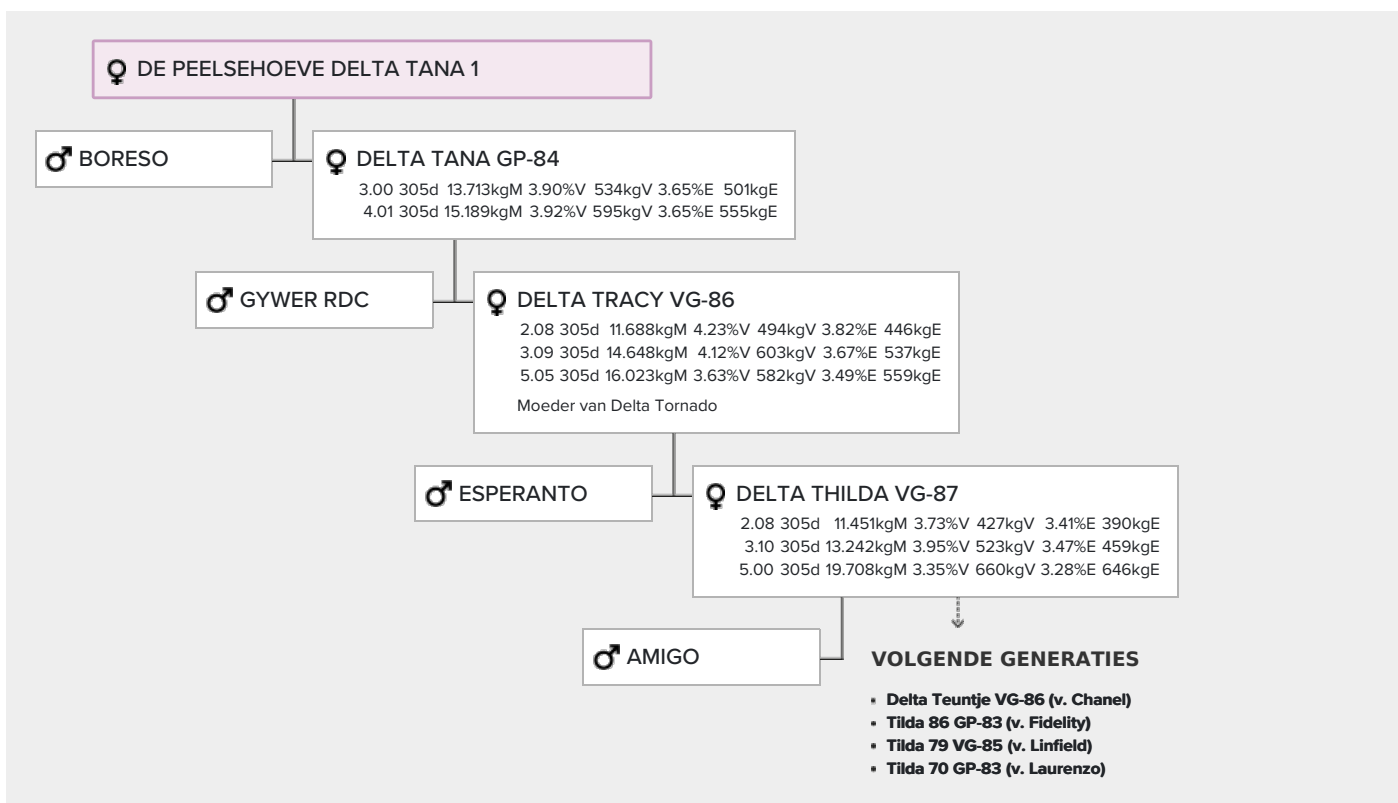 DE PEELSEHOEVE DELTA TANA 1
BORESO
DELTA TANA GP-84
3.00 305d 13.713kgM 3.90%V 534kgV 3.65%E 501kgE
4.01 305d 15.189kgM 3.92%V 595kgV 3.65%E 555kgE
GYWER RDC
DELTA TRACY VG-86
2.08 305d 11.688kgM 4.23%V 494kgV 3.82%E 446kgE
3.09 305d 14.648kgM 4.12%V 603kgV 3.67%E 537kgE
5.05 305d 16.023kgM 3.63%V 582kgV 3.49%E 559kgE
Moeder van Delta Tornado
ESPERANTO
DELTA THILDA VG-87
2.08 305d 11.451kgM 3.73%V 427kgV 3.41%E 390kgE
3.10 305d 13.242kgM 3.95%V 523kgV 3.47%E 459kgE
5.00 305d 19.708kgM 3.35%V 660kgV 3.28%E 646kgE
AMIGO
VOLGENDE GENERATIES
• Delta Teuntje VG-86 (v. Chanel)
• Tilda 86 GP-83 (v. Fidelity)
• Tilda 79 VG-85 (v. Linfield)
• Tilda 70 GP-83 (v. Laurenzo)